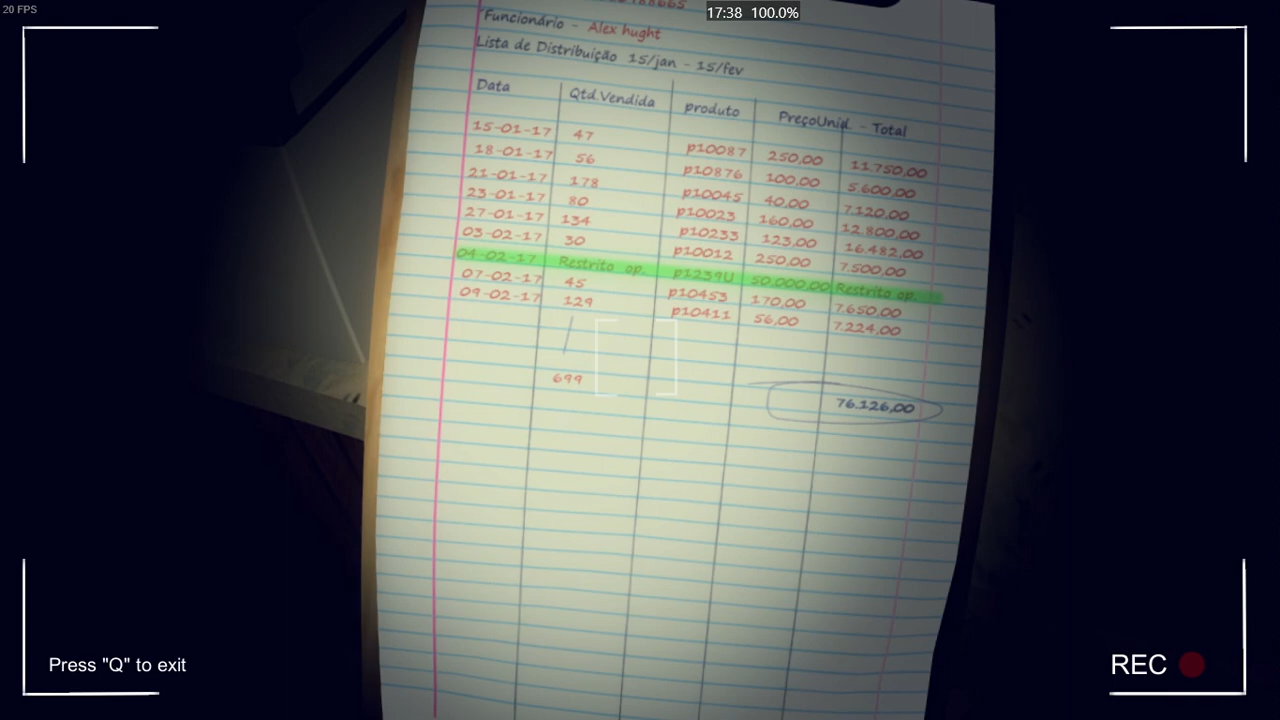 20 FPS
17:38 100.0%
Funcionário - Alex hught
Lista de Distribuição 15/jan - 15/fev
Data Qtd.Vendida produto PreçoUnid. - Total
15-01-17 47 p10087 250,00 11.750,00
18-01-17 56 p10876 100,00 5.600,00
21-01-17 178 p10045 40,00 7.120,00
23-01-17 80 p10023 160,00 12.800,00
27-01-17 134 p10233 123,00 16.482,00
03-02-17 30 p10012 250,00 7.500,00
04-02-17 Restrito op. p1239U 50.000,00 Restrito op.
07-02-17 45 p10453 170,00 7.650,00
09-02-17 129 p10411 56,00 7.224,00
699 76.126,00
Press "Q" to exit
REC